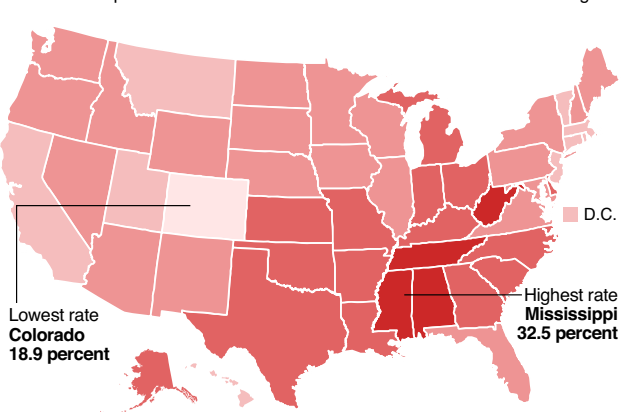 D.C.
Lowest rate
Colorado
18.9 percent
Highest rate
Mississippi
32.5 percent